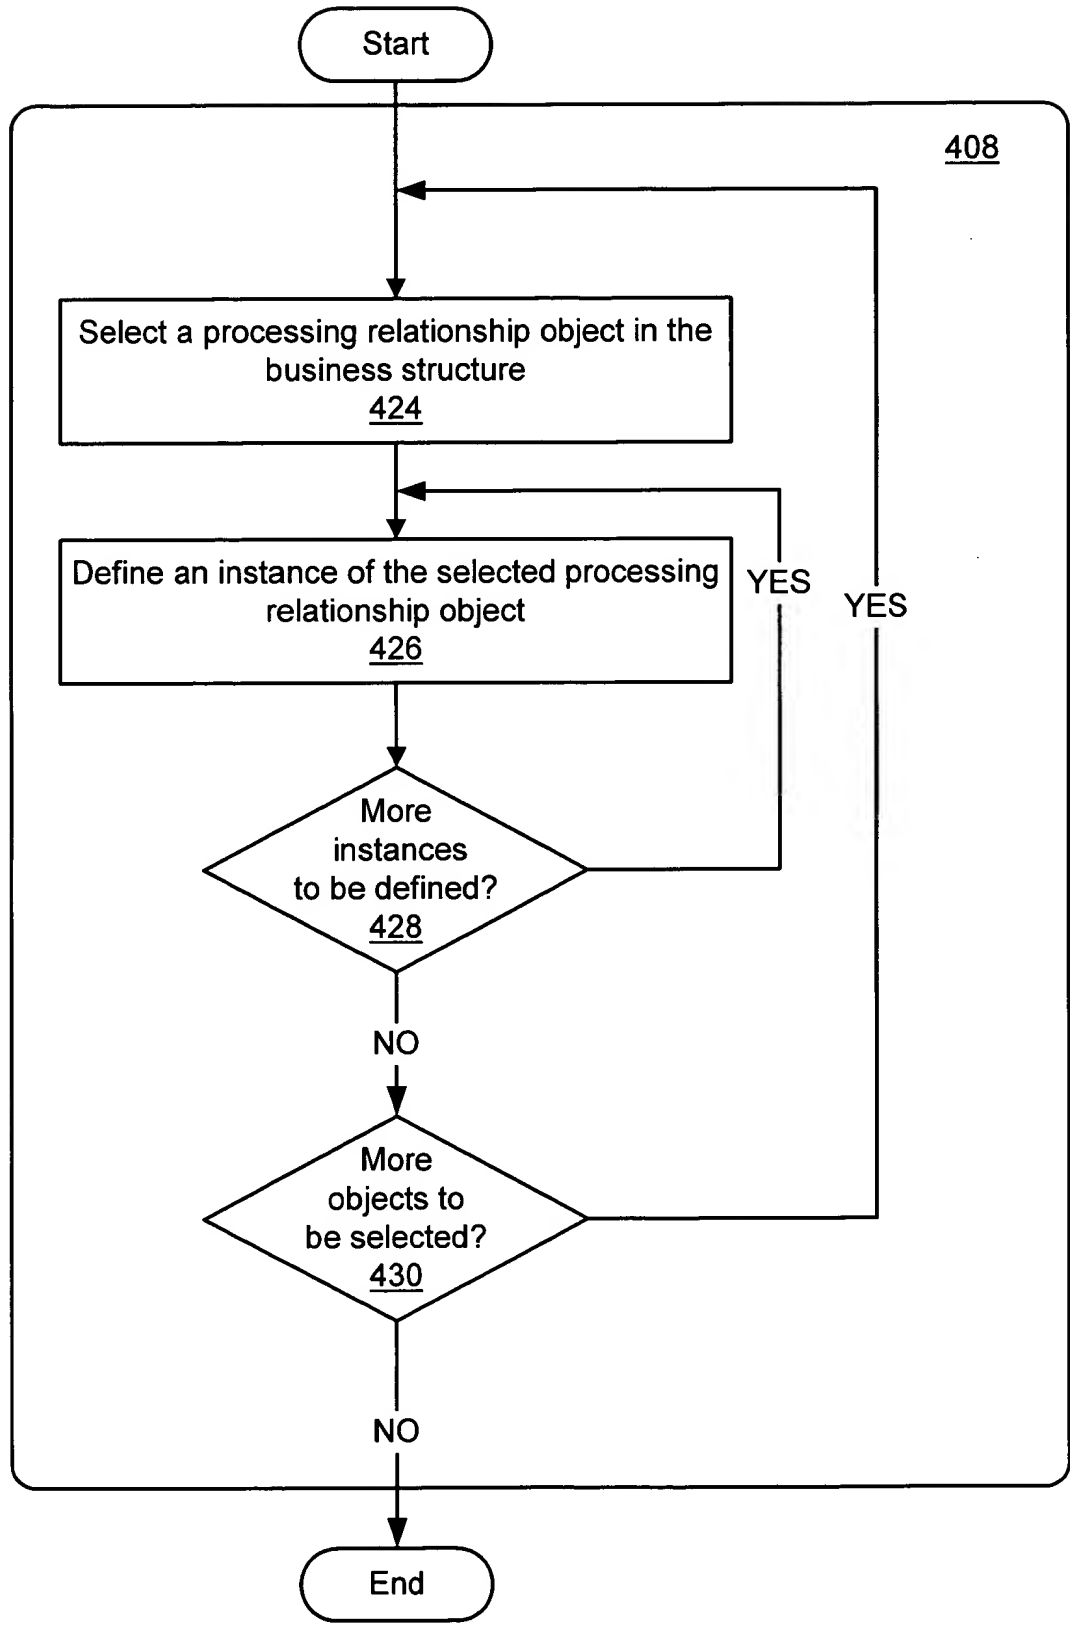 Start
408
Select a processing relationship object in the
business structure
424
Define an instance of the selected processing
relationship object
426
YES
YES
More
instances
to be defined?
428
NO
More
objects to
be selected?
430
NO
End